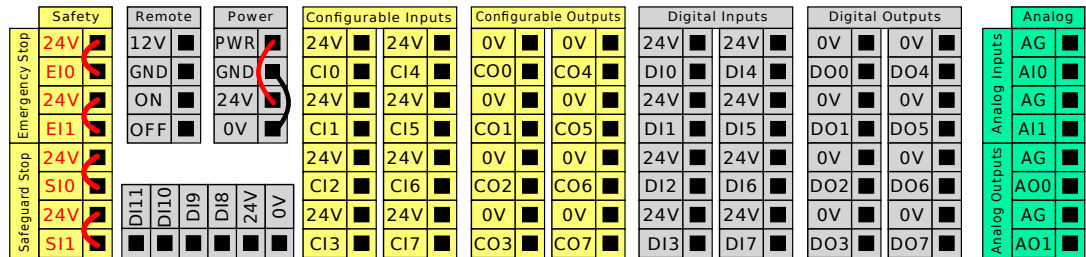 Safety
Emergency Stop
24V
EI0
24V
EI1
Safeguard Stop
24V
SI0
24V
SI1
Remote
12V
GND
ON
OFF
Power
PWR
GND
24V
0V
DI11
DI10
DI9
DI8
24V
0V
Configurable Inputs
24V 24V
CI0 CI4
24V 24V
CI1 CI5
24V 24V
CI2 CI6
24V 24V
CI3 CI7
Configurable Outputs
0V 0V
CO0 CO4
0V 0V
CO1 CO5
0V 0V
CO2 CO6
0V 0V
CO3 CO7
Digital Inputs
24V 24V
DI0 DI4
24V 24V
DI1 DI5
24V 24V
DI2 DI6
24V 24V
DI3 DI7
Digital Outputs
0V 0V
DO0 DO4
0V 0V
DO1 DO5
0V 0V
DO2 DO6
0V 0V
DO3 DO7
Analog
Analog Inputs
AG
AI0
AG
AI1
Analog Outputs
AG
AO0
AG
AO1